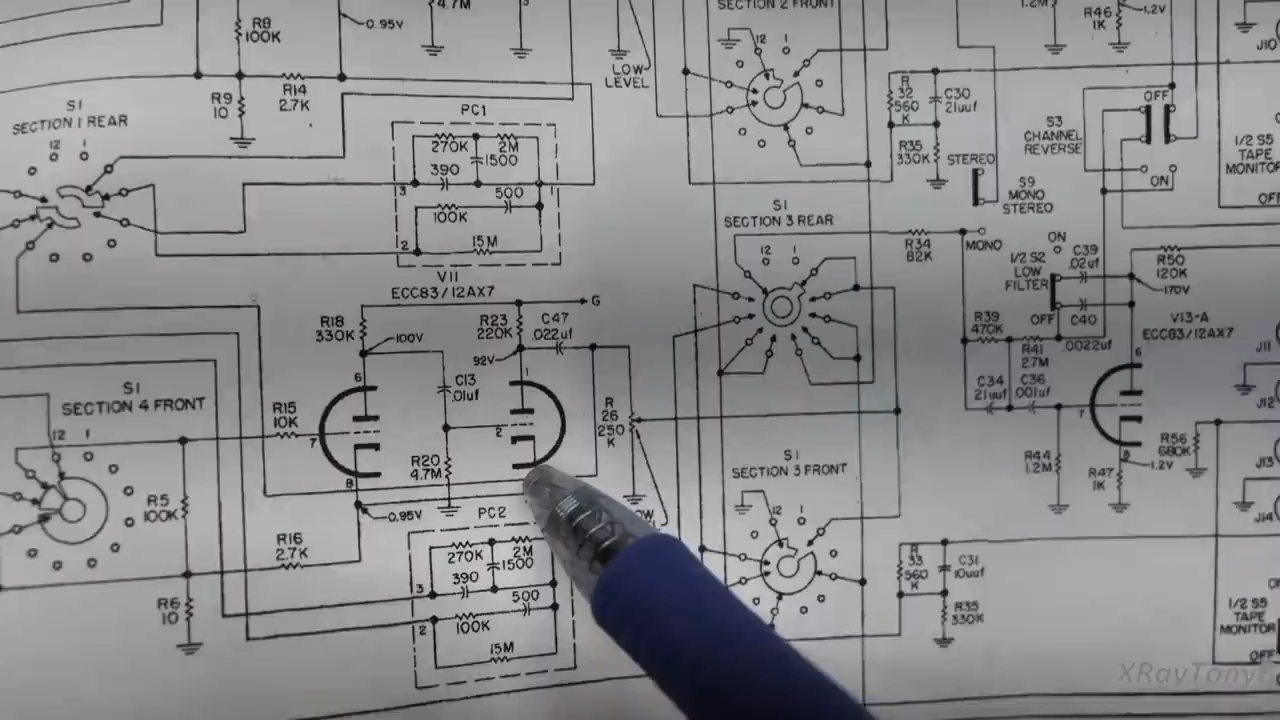 R8
100K
0.95V
4.7M
3
LOW
LEVEL
SECTION 2 FRONT
12
1
1.2M
R46
1K
1.2V
J10
R14
2.7K
R9
10
S1
SECTION 1 REAR
12
1
PC1
270K
2M
1500
390
3
500
100K
2
15M
V11
ECC83/12AX7
R
32
560
K
C30
21uuf
R35
330K
STEREO
S9
MONO
STEREO
MONO
S3
CHANNEL
REVERSE
OFF
ON
1/2 S5
TAPE
MONITOR
OFF
S1
SECTION 3 REAR
12
1
R34
82K
ON
1/2 S2
LOW
FILTER
OFF
C39
.02uf
C40
.0022uf
R50
120K
170V
V13-A
ECC83/12AX7
R18
330K
100V
R23
220K
C47
.022uf
G
92V
6
1
C13
.01uf
R15
10K
7
2
R20
4.7M
8
0.95V
R
26
250
K
R39
470K
R41
2.7M
C34
21uuf
C36
.001uf
6
7
8
1.2V
R44
1.2M
R47
1K
R56
680K
J11
J12
J13
J14
S1
SECTION 4 FRONT
12
1
R5
100K
R16
2.7K
R6
10
PC2
270K
2M
1500
390
3
500
100K
2
15M
S1
SECTION 3 FRONT
12
1
R
33
560
K
C31
10uuf
R35
330K
1/2 S5
TAPE
MONITOR
OFF